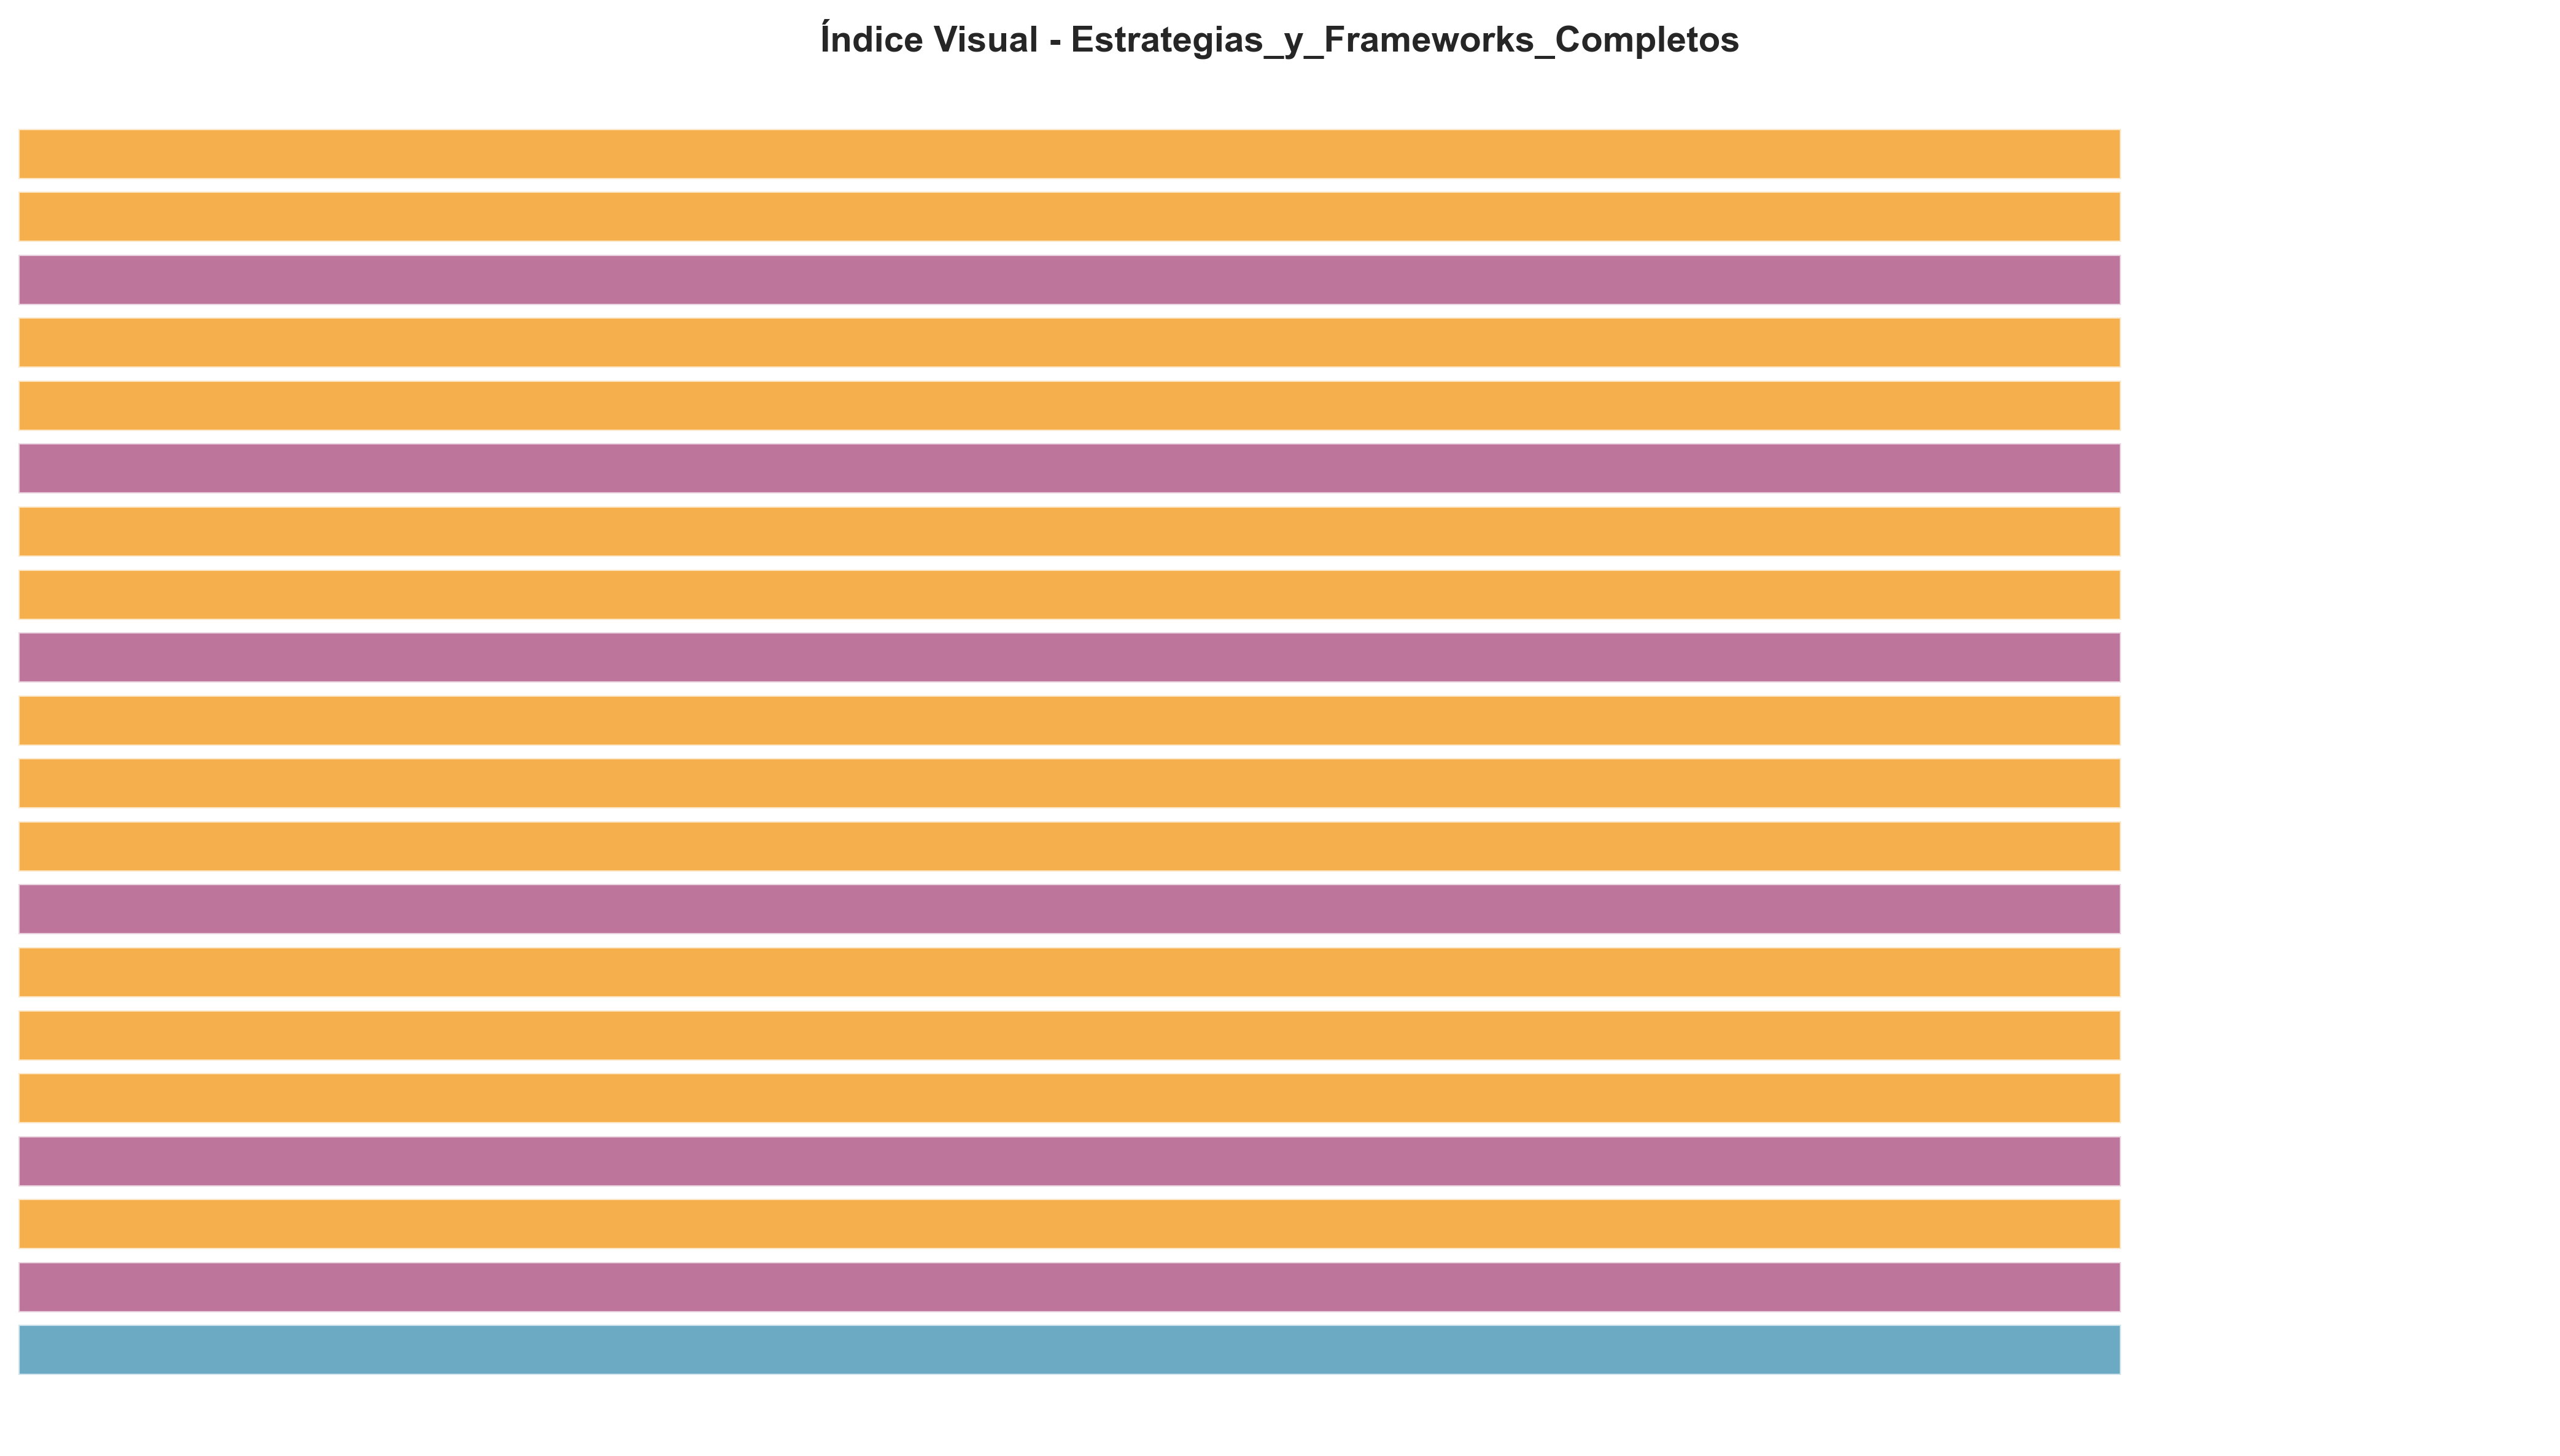 Índice Visual - Estrategias_y_Frameworks_Completos